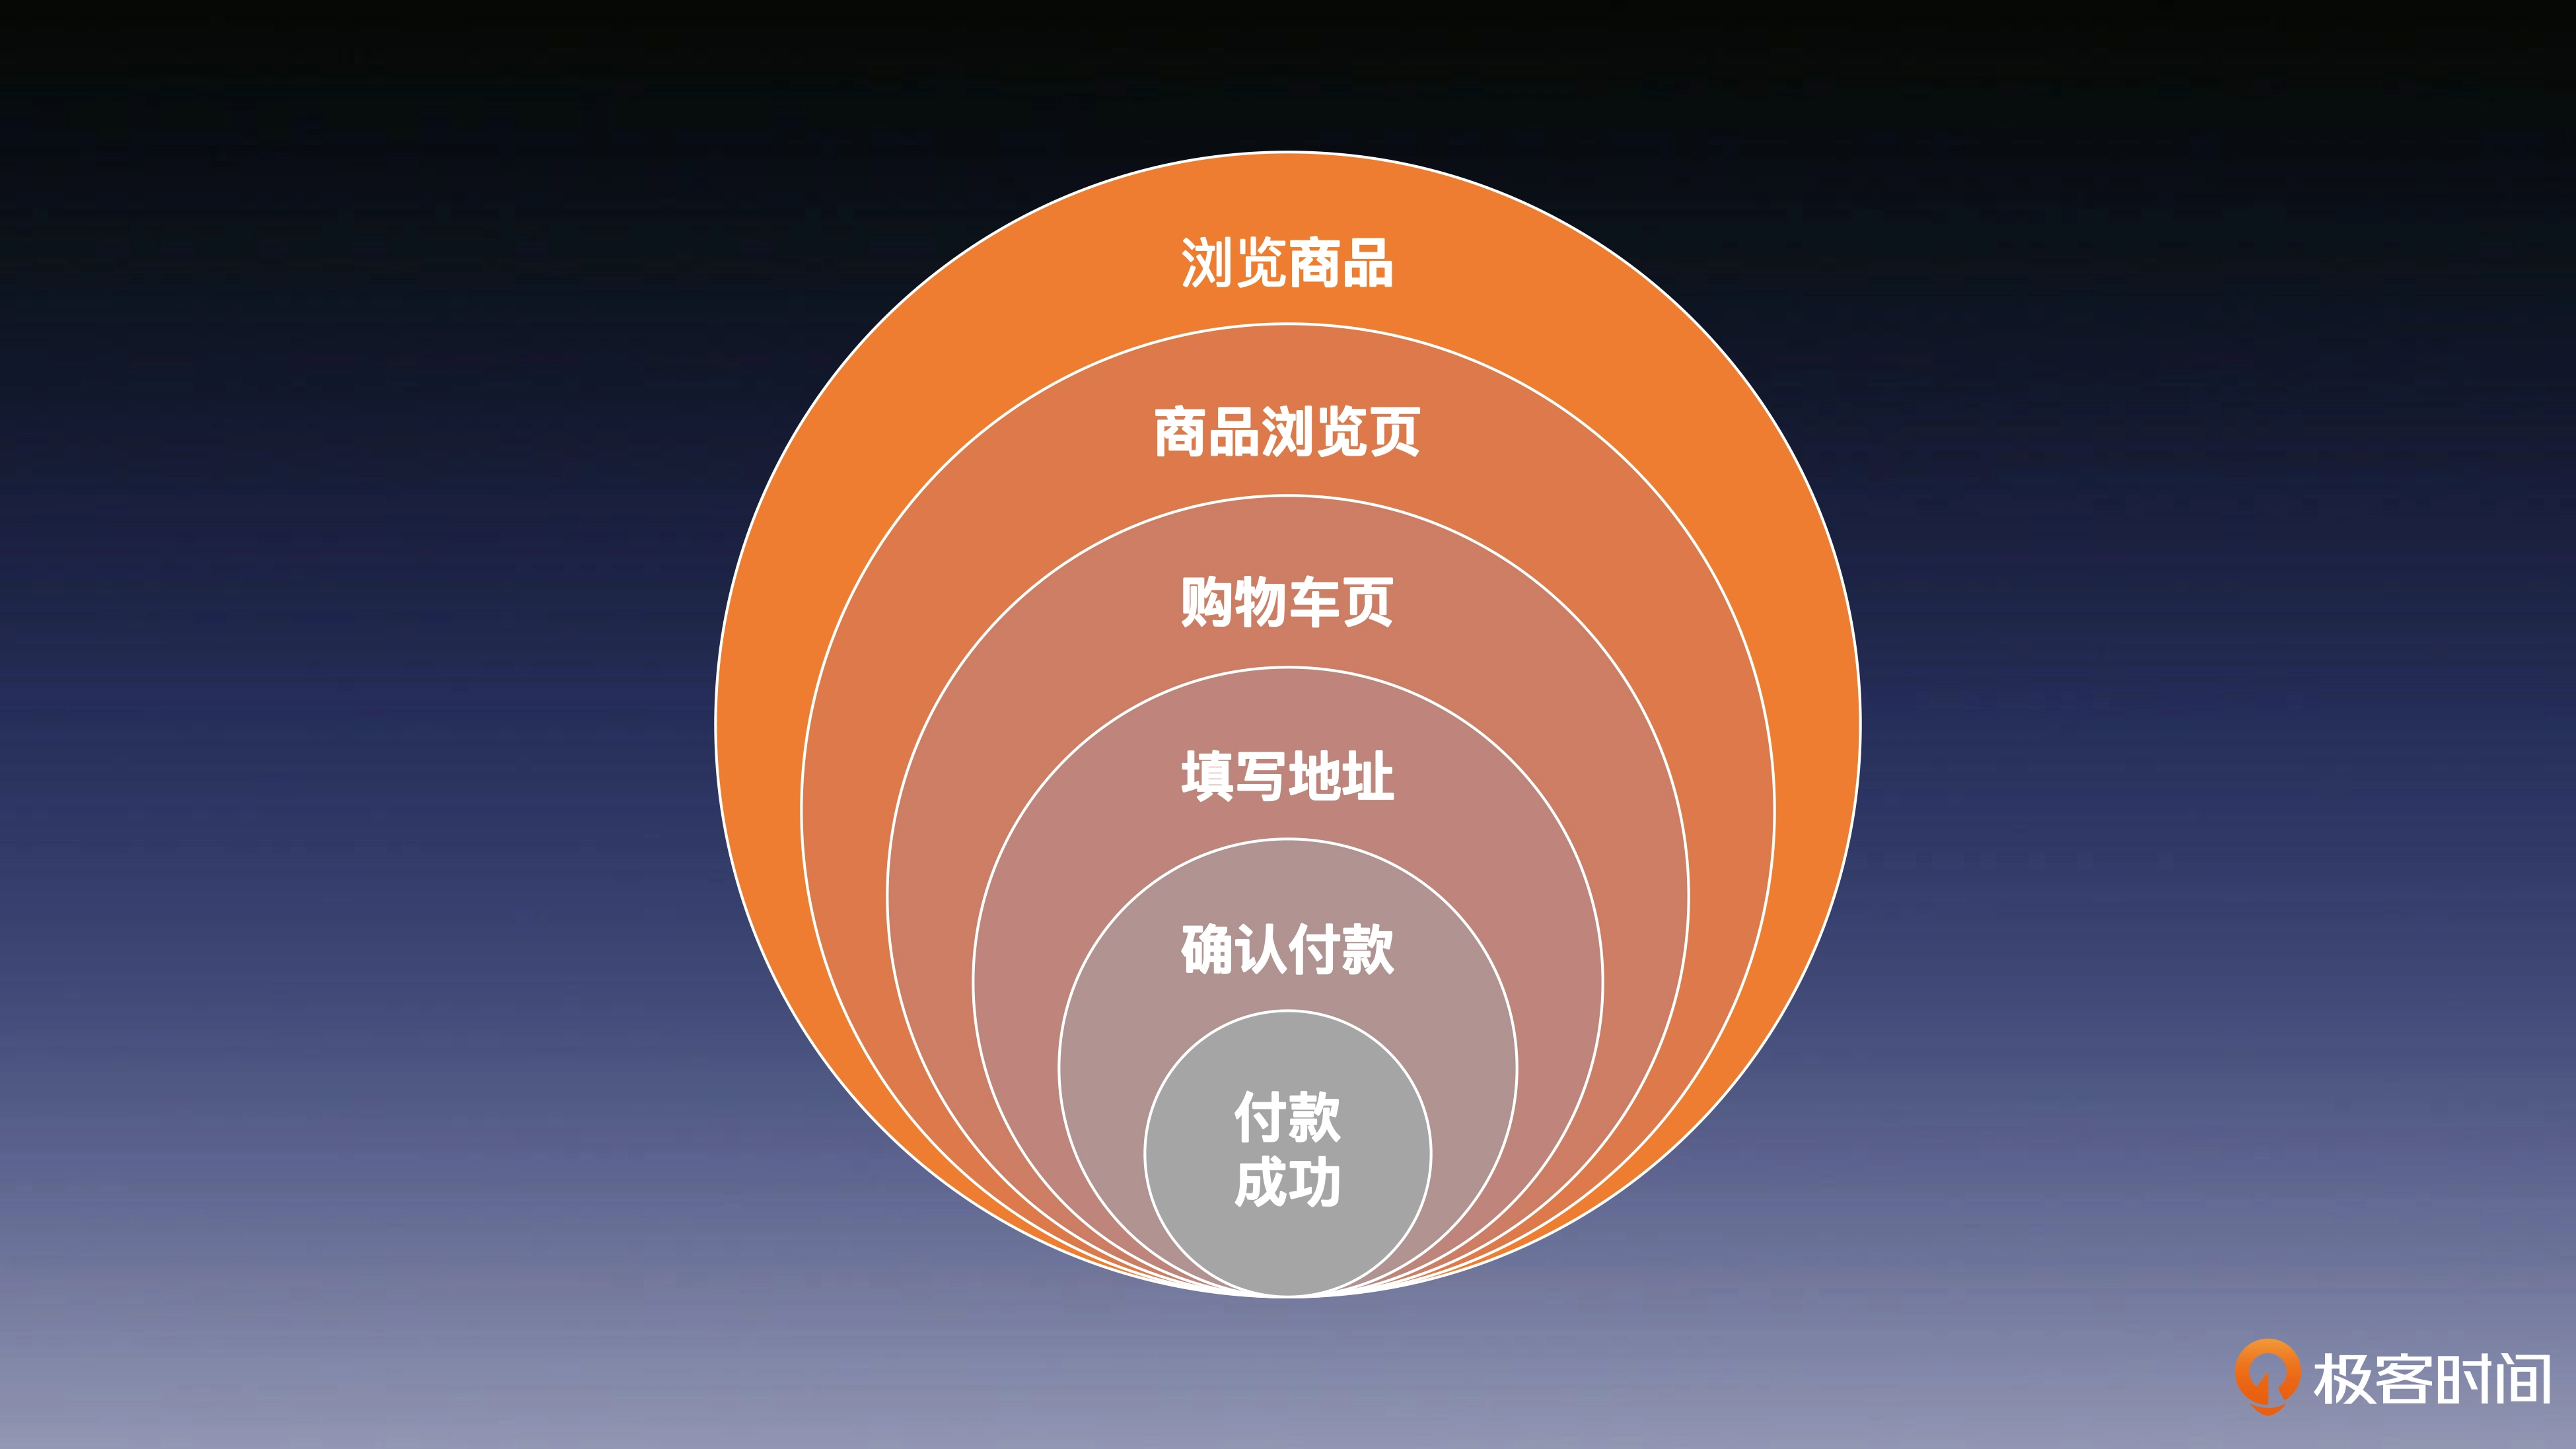 浏览商品
商品浏览页
购物车页
填写地址
确认付款
付款
成功
极客时间